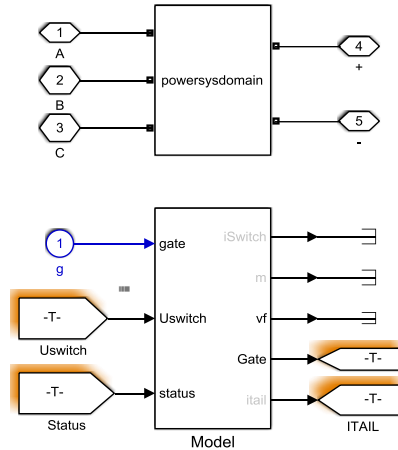 1
A
2
B
3
C
powersysdomain
4
+
5
-
1
g
gate
iSwitch
m
-T-
Uswitch
Uswitch
vf
Gate
-T-
-T-
Status
status
itail
-T-
ITAIL
Model